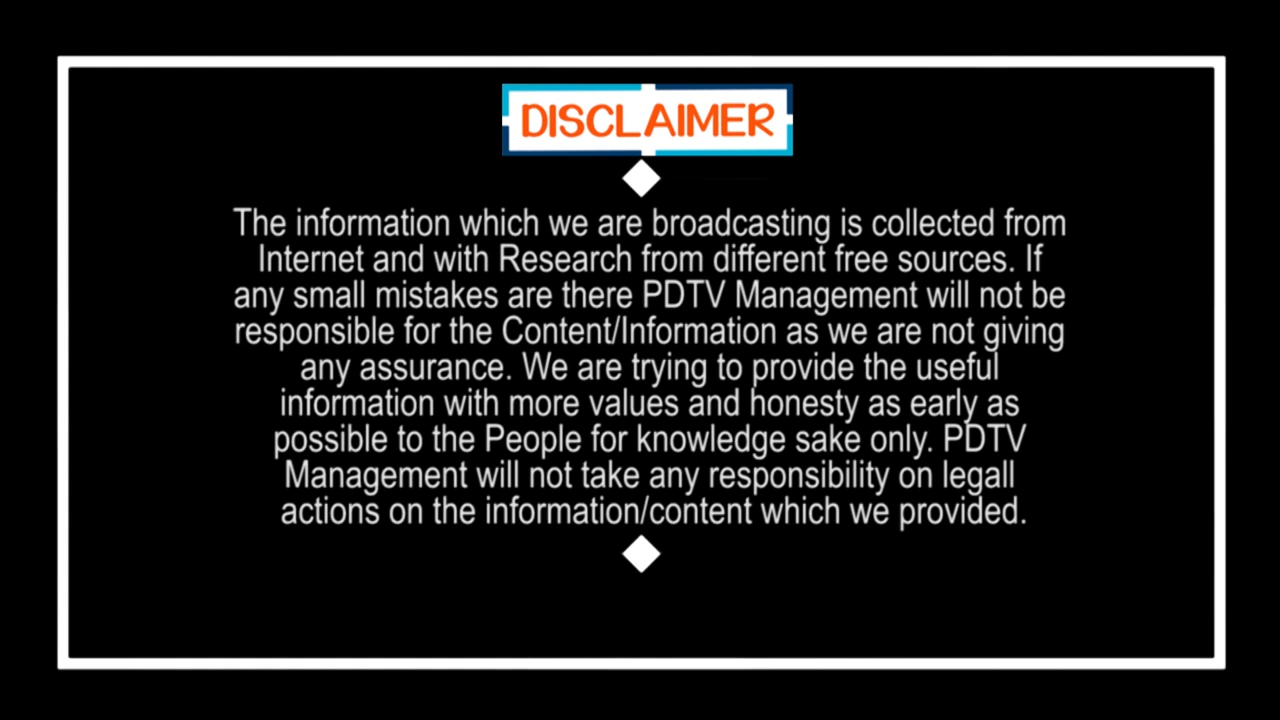 DISCLAIMER
The information which we are broadcasting is collected from
Internet and with Research from different free sources. If
any small mistakes are there PDTV Management will not be
responsible for the Content/Information as we are not giving
any assurance. We are trying to provide the useful
information with more values and honesty as early as
possible to the People for knowledge sake only. PDTV
Management will not take any responsibility on legall
actions on the information/content which we provided.